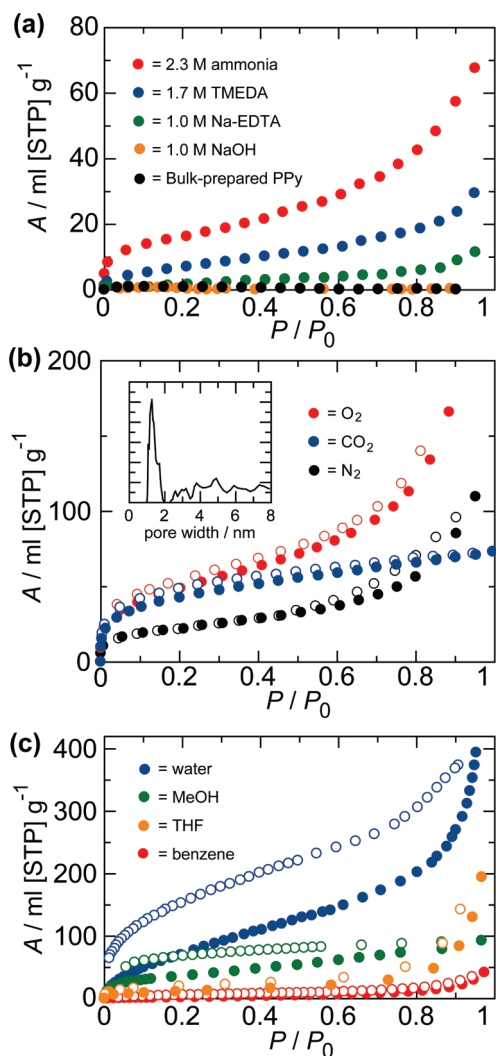 (a)
80
60
40
20
0
A / ml [STP] g⁻¹
= 2.3 M ammonia
= 1.7 M TMEDA
= 1.0 M Na-EDTA
= 1.0 M NaOH
= Bulk-prepared PPy
0 0.2 0.4 0.6 0.8 1
P / P₀
(b)
200
100
0
A / ml [STP] g⁻¹
0 2 4 6 8
pore width / nm
= O₂
= CO₂
= N₂
0 0.2 0.4 0.6 0.8 1
P / P₀
(c)
400
300
200
100
0
A / ml [STP] g⁻¹
= water
= MeOH
= THF
= benzene
0 0.2 0.4 0.6 0.8 1
P / P₀